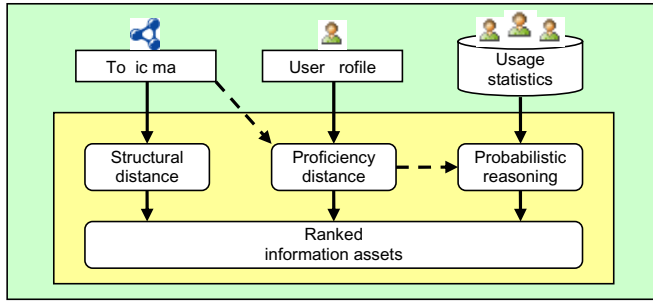 To ic ma
User rofile
Usage
statistics
Structural
distance
Proficiency
distance
Probabilistic
reasoning
Ranked
information assets